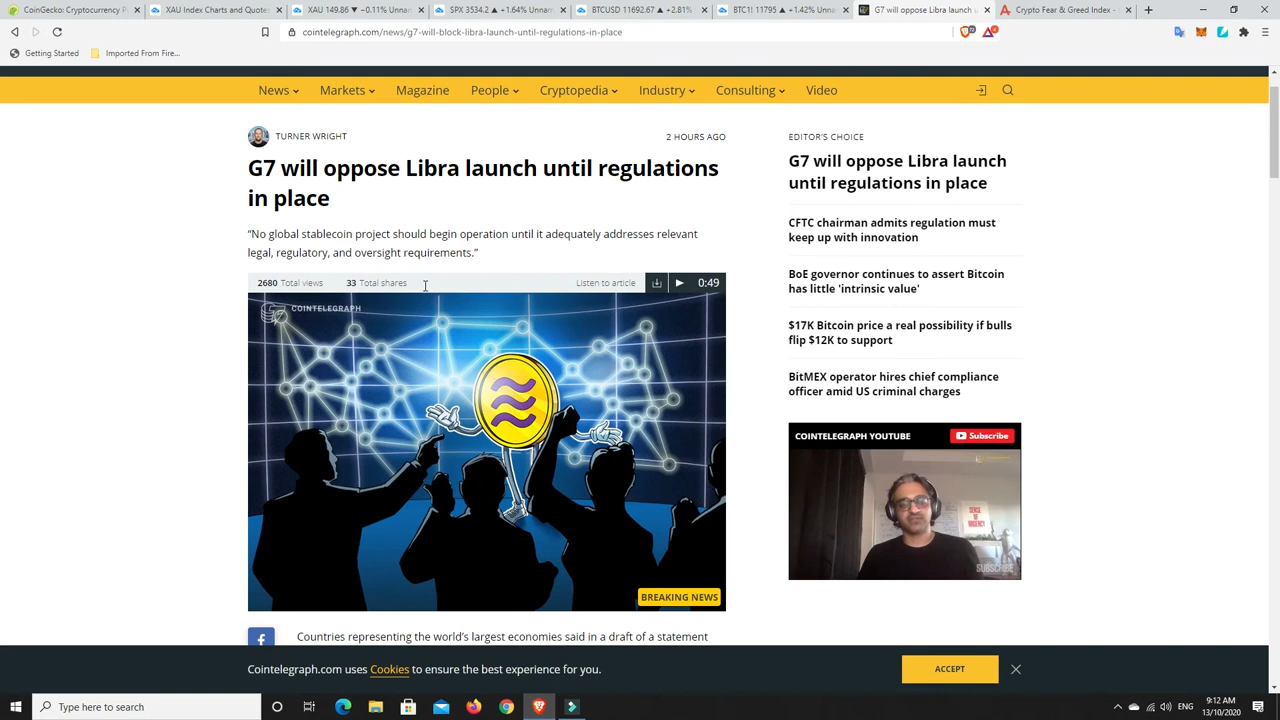 CoinGecko: Cryptocurrency P
XAU Index Charts and Quotes
XAU 149.86 ▼ −0.11% Unnam
SPX 3534.2 ▲ +1.64% Unnam
BTCUSD 11692.67 ▲ +2.81%
BTC1! 11795 ▲ +1.42% Unna
G7 will oppose Libra launch u
Crypto Fear & Greed Index -
cointelegraph.com/news/g7-will-block-libra-launch-until-regulations-in-place
Getting Started
Imported From Fire...
News
Markets
Magazine
People
Cryptopedia
Industry
Consulting
Video
TURNER WRIGHT
2 HOURS AGO
G7 will oppose Libra launch until regulations
in place
“No global stablecoin project should begin operation until it adequately addresses relevant
legal, regulatory, and oversight requirements.”
2680 Total views
33 Total shares
Listen to article
0:49
COINTELEGRAPH
BREAKING NEWS
Countries representing the world’s largest economies said in a draft of a statement
EDITOR’S CHOICE
G7 will oppose Libra launch
until regulations in place
CFTC chairman admits regulation must
keep up with innovation
BoE governor continues to assert Bitcoin
has little 'intrinsic value'
$17K Bitcoin price a real possibility if bulls
flip $12K to support
BitMEX operator hires chief compliance
officer amid US criminal charges
COINTELEGRAPH YOUTUBE
Subscribe
SENSE
OF
URGENCY
SUBSCRIBE
Cointelegraph.com uses Cookies to ensure the best experience for you.
ACCEPT
Type here to search
ENG
9:12 AM
13/10/2020